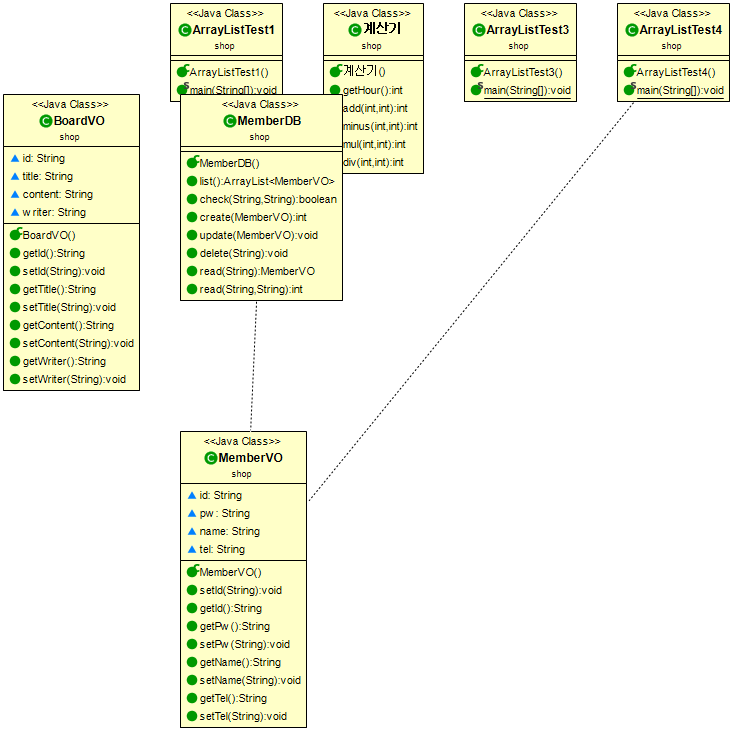 <<Java Class>>
ArrayListTest1
shop
ArrayListTest1()
main(String[]):void
<<Java Class>>
계산기
shop
계산기()
getHour():int
add(int,int):int
minus(int,int):int
mul(int,int):int
div(int,int):int
<<Java Class>>
ArrayListTest3
shop
ArrayListTest3()
main(String[]):void
<<Java Class>>
ArrayListTest4
shop
ArrayListTest4()
main(String[]):void
<<Java Class>>
BoardVO
shop
id: String
title: String
content: String
writer: String
BoardVO()
getId():String
setId(String):void
getTitle():String
setTitle(String):void
getContent():String
setContent(String):void
getWriter():String
setWriter(String):void
<<Java Class>>
MemberDB
shop
MemberDB()
list():ArrayList<MemberVO>
check(String,String):boolean
create(MemberVO):int
update(MemberVO):void
delete(String):void
read(String):MemberVO
read(String,String):int
<<Java Class>>
MemberVO
shop
id: String
pw: String
name: String
tel: String
MemberVO()
setId(String):void
getId():String
getPw():String
setPw(String):void
getName():String
setName(String):void
getTel():String
setTel(String):void